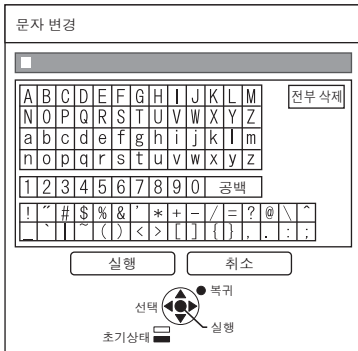 문자 변경
A B C D E F G H I J K L M
전부 삭제
N O P Q R S T U V W X Y Z
a b c d e f g h i j k l m
n o p q r s t u v w x y z
1 2 3 4 5 6 7 8 9 0 공백
! " # $ % & ' * + - / = ? @ \ ^
_ ` | ~ ( ) < > [ ] { } , . : ;
실행 취소
복귀
선택
실행
초기상태